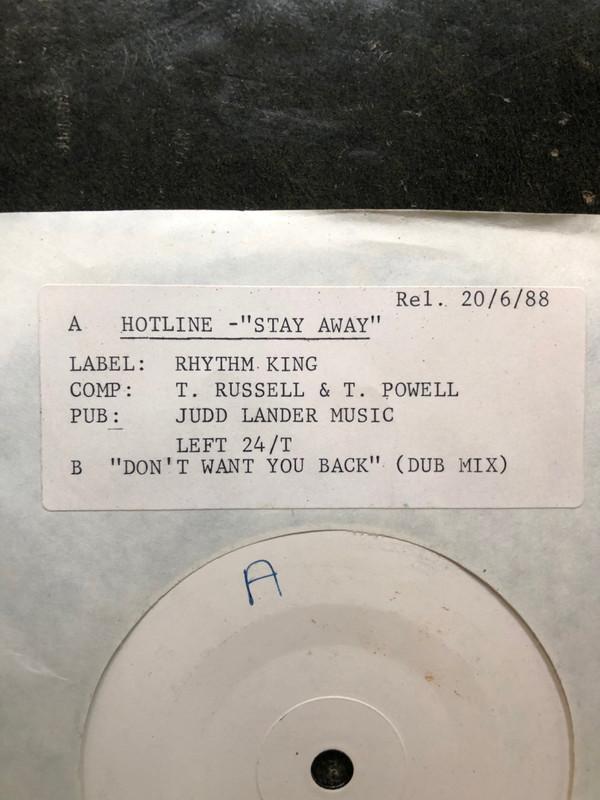 Rel. 20/6/88
A HOTLINE -"STAY AWAY"
LABEL: RHYTHM KING
COMP: T. RUSSELL & T. POWELL
PUB: JUDD LANDER MUSIC
LEFT 24/T
B "DON'T WANT YOU BACK" (DUB MIX)
A